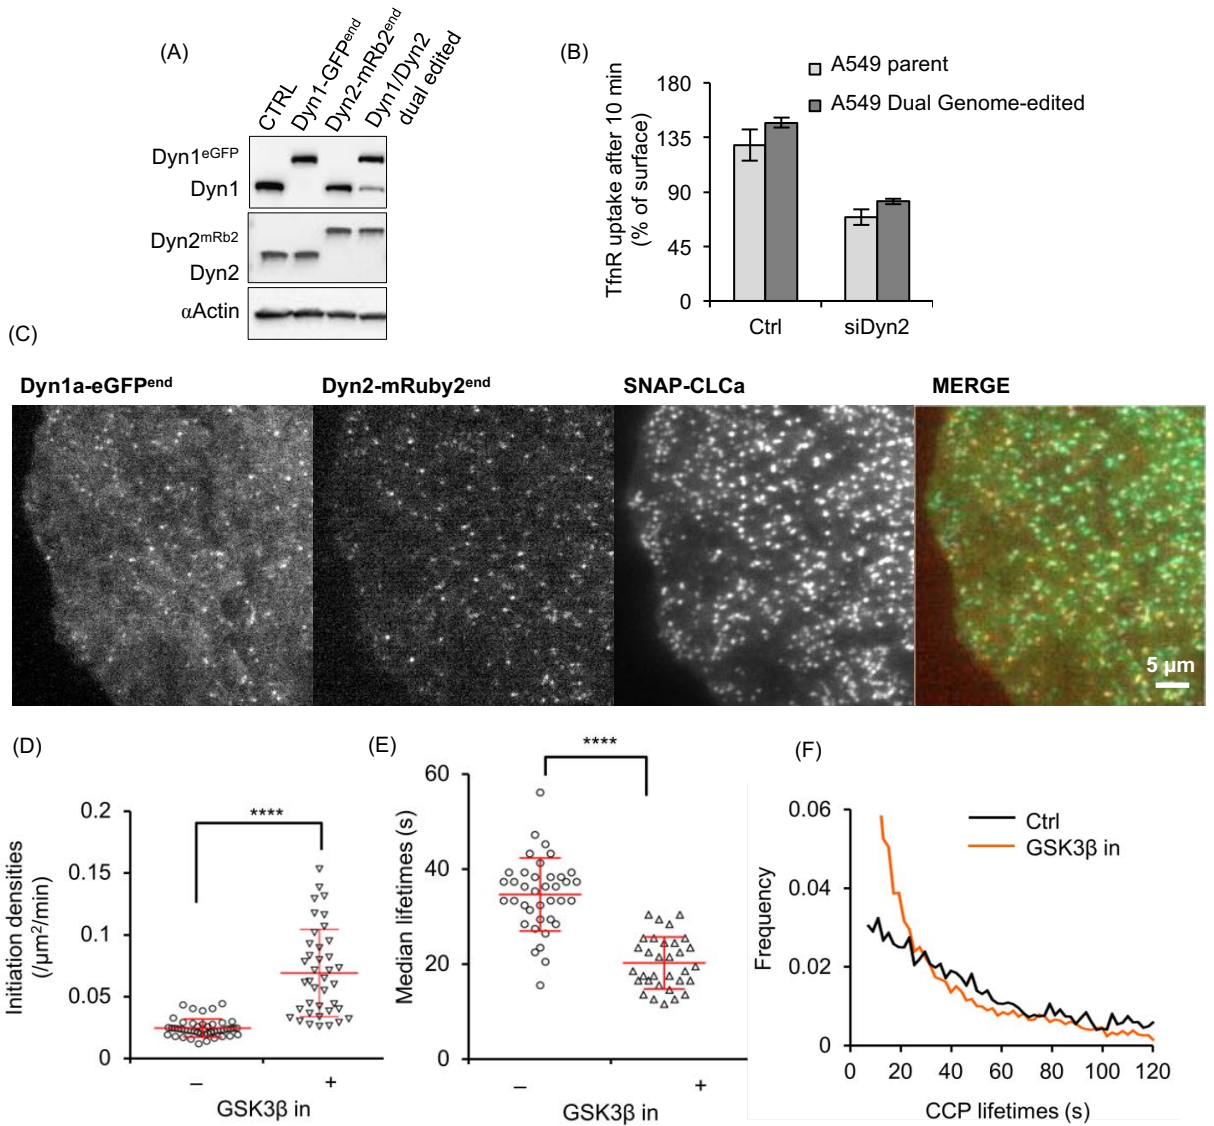 (A)
CTRL
Dyn1-GFPend
Dyn2-mRb2end
Dyn1/Dyn2
dual edited
Dyn1eGFP
Dyn1
Dyn2mRb2
Dyn2
αActin
(B)
TfnR uptake after 10 min
(% of surface)
180
135
90
45
0
A549 parent
A549 Dual Genome-edited
Ctrl
siDyn2
(C)
Dyn1a-eGFPend
Dyn2-mRuby2end
SNAP-CLCa
MERGE
5 μm
(D)
Initiation densities
(/μm2/min)
0.2
0.15
0.1
0.05
0
****
–
+
GSK3β in
(E)
Median lifetimes (s)
60
40
20
0
****
–
+
GSK3β in
(F)
Frequency
0.06
0.04
0.02
0
Ctrl
GSK3β in
0 20 40 60 80 100 120
CCP lifetimes (s)